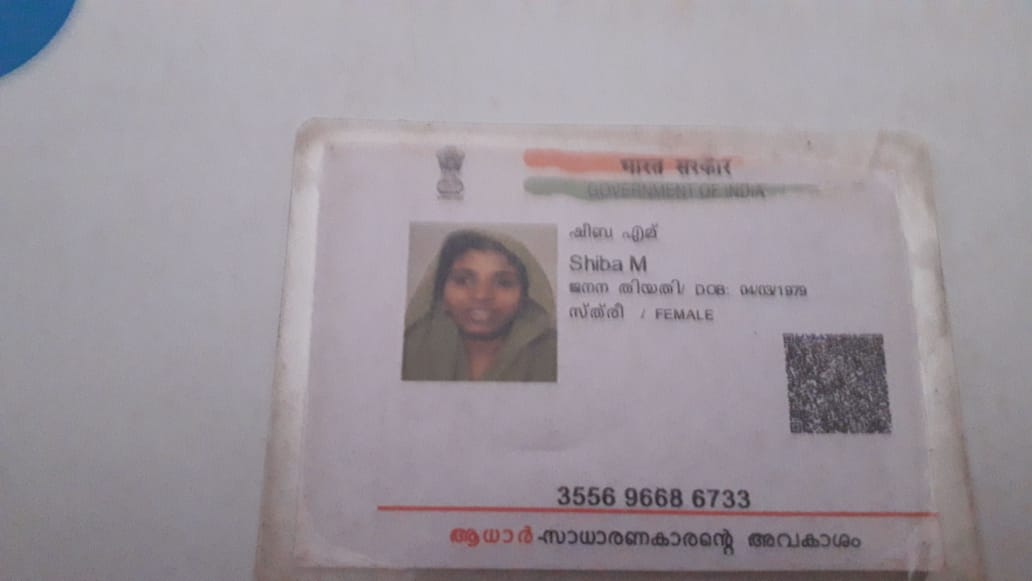 भारत सरकार
GOVERNMENT OF INDIA
ഷിബ എമ്
Shiba M
ജനന തിയതി/ DOB: 04/03/1979
സ്ത്രീ / FEMALE
3556 9668 6733
ആധാർ-സാധാരണകാരന്റെ അവകാശം